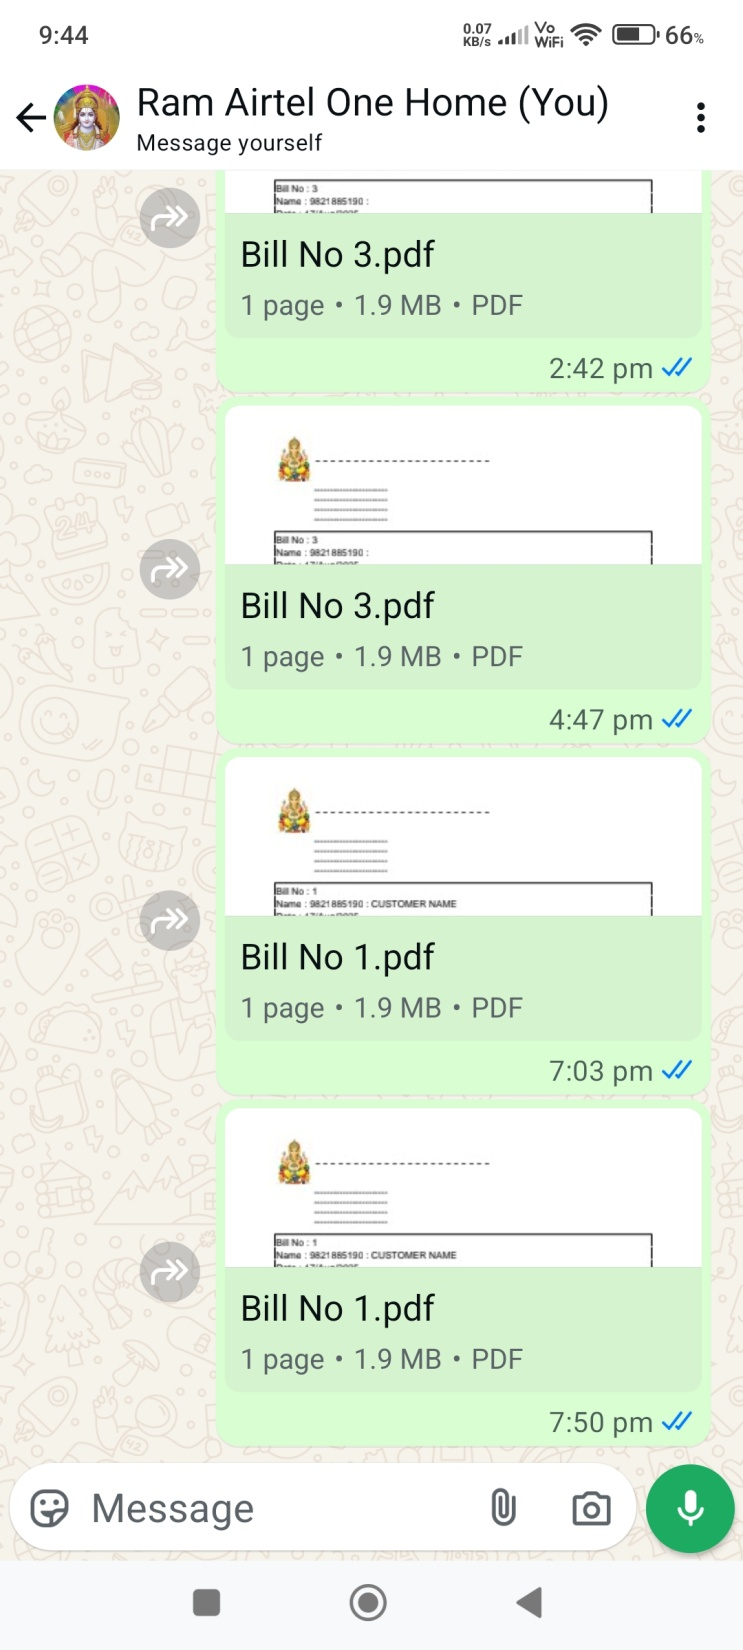 9:44
0.07 KB/s Vo WiFi 66%
Ram Airtel One Home (You)
Message yourself
Bill No : 3
Name : 9821885190 :
Bill No 3.pdf
1 page • 1.9 MB • PDF
2:42 pm
Bill No : 3
Name : 9821885190 :
Bill No 3.pdf
1 page • 1.9 MB • PDF
4:47 pm
Bill No : 1
Name : 9821885190 : CUSTOMER NAME
Bill No 1.pdf
1 page • 1.9 MB • PDF
7:03 pm
Bill No : 1
Name : 9821885190 : CUSTOMER NAME
Bill No 1.pdf
1 page • 1.9 MB • PDF
7:50 pm
Message